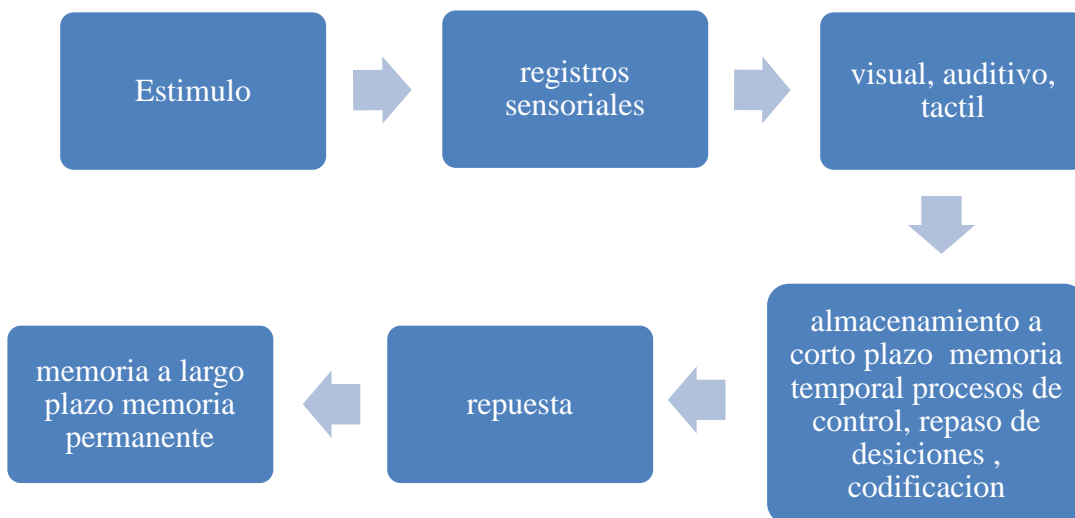 Estimulo
registros
sensoriales
visual, auditivo,
tactil
almacenamiento a
corto plazo memoria
temporal procesos de
control, repaso de
desiciones ,
codificacion
repuesta
memoria a largo
plazo memoria
permanente